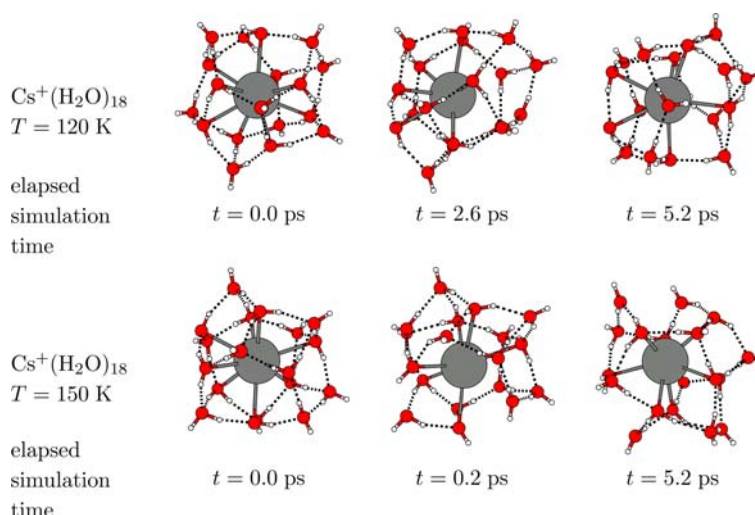 Cs⁺(H₂O)₁₈
T = 120 K
elapsed
simulation
time
t = 0.0 ps
t = 2.6 ps
t = 5.2 ps
Cs⁺(H₂O)₁₈
T = 150 K
elapsed
simulation
time
t = 0.0 ps
t = 0.2 ps
t = 5.2 ps